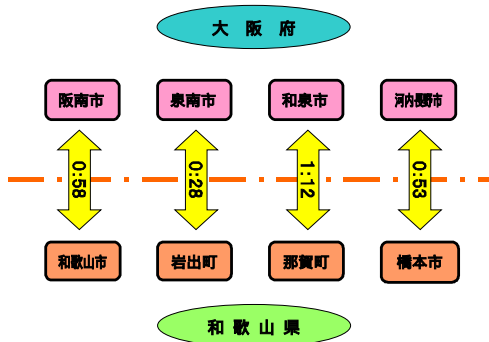 大阪府
阪南市
泉南市
和泉市
河内長野市
0:58
0:28
1:12
0:53
和歌山市
岩出町
那賀町
橋本市
和歌山県